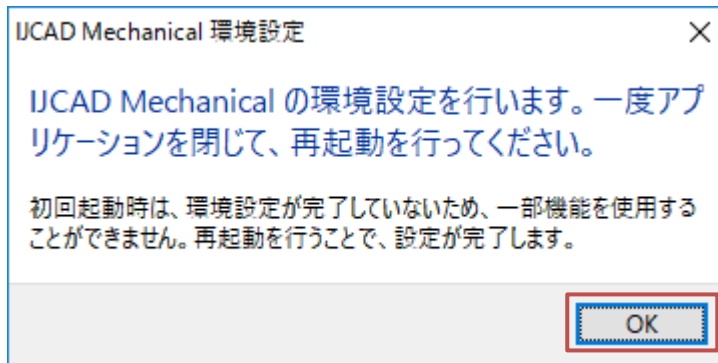 IJCAD Mechanical 環境設定
IJCAD Mechanical の環境設定を行います。一度アプ
リケーションを閉じて、再起動を行ってください。
初回起動時は、環境設定が完了していないため、一部機能を使用する
ことができません。再起動を行うことで、設定が完了します。
OK